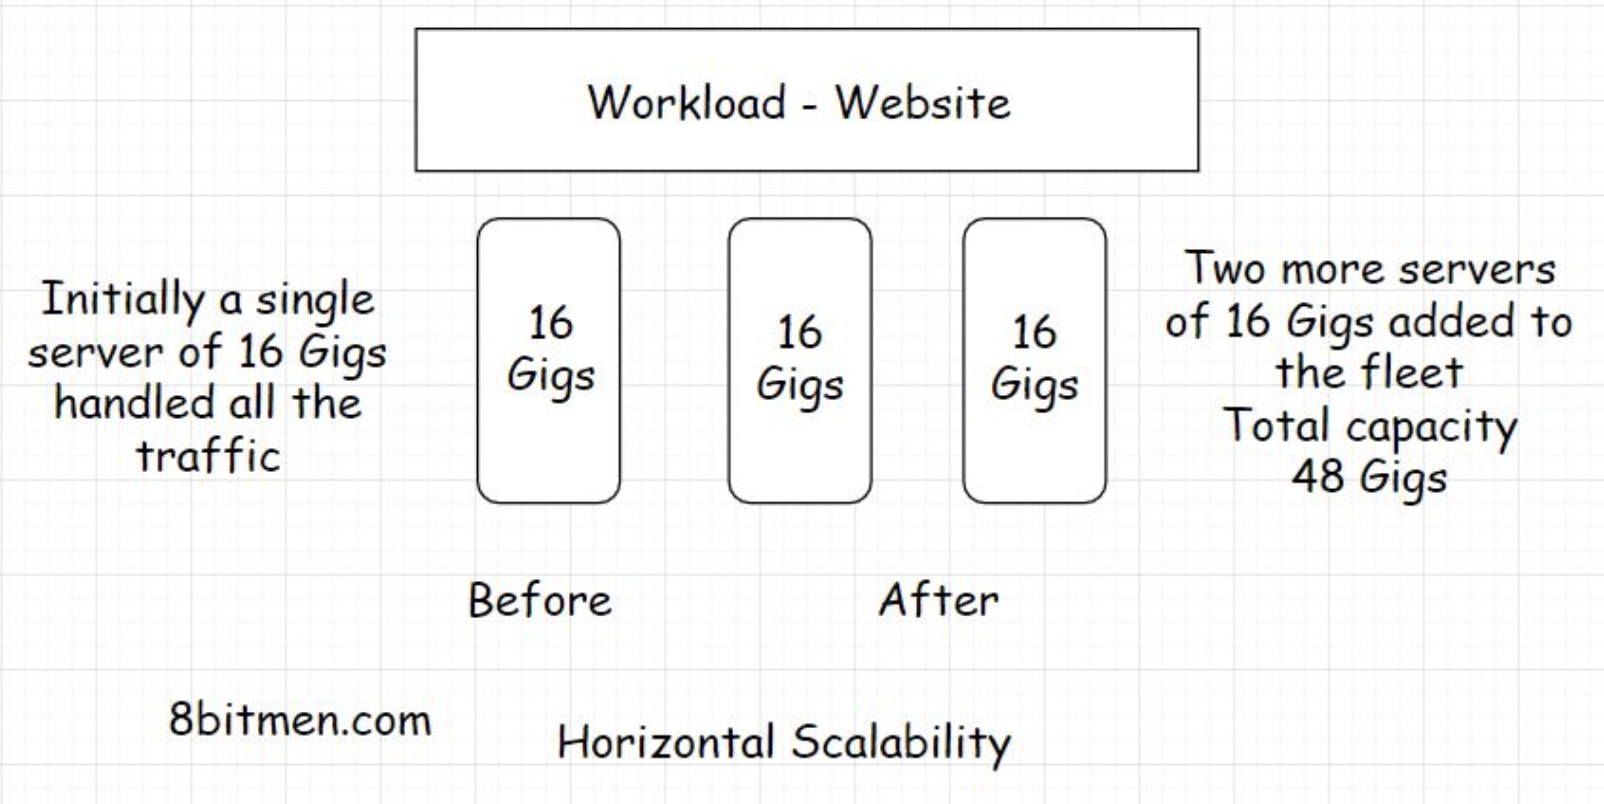 Workload - Website
Initially a single
server of 16 Gigs
handled all the
traffic
16
Gigs
16
Gigs
16
Gigs
Two more servers
of 16 Gigs added to
the fleet
Total capacity
48 Gigs
Before
After
8bitmen.com
Horizontal Scalability